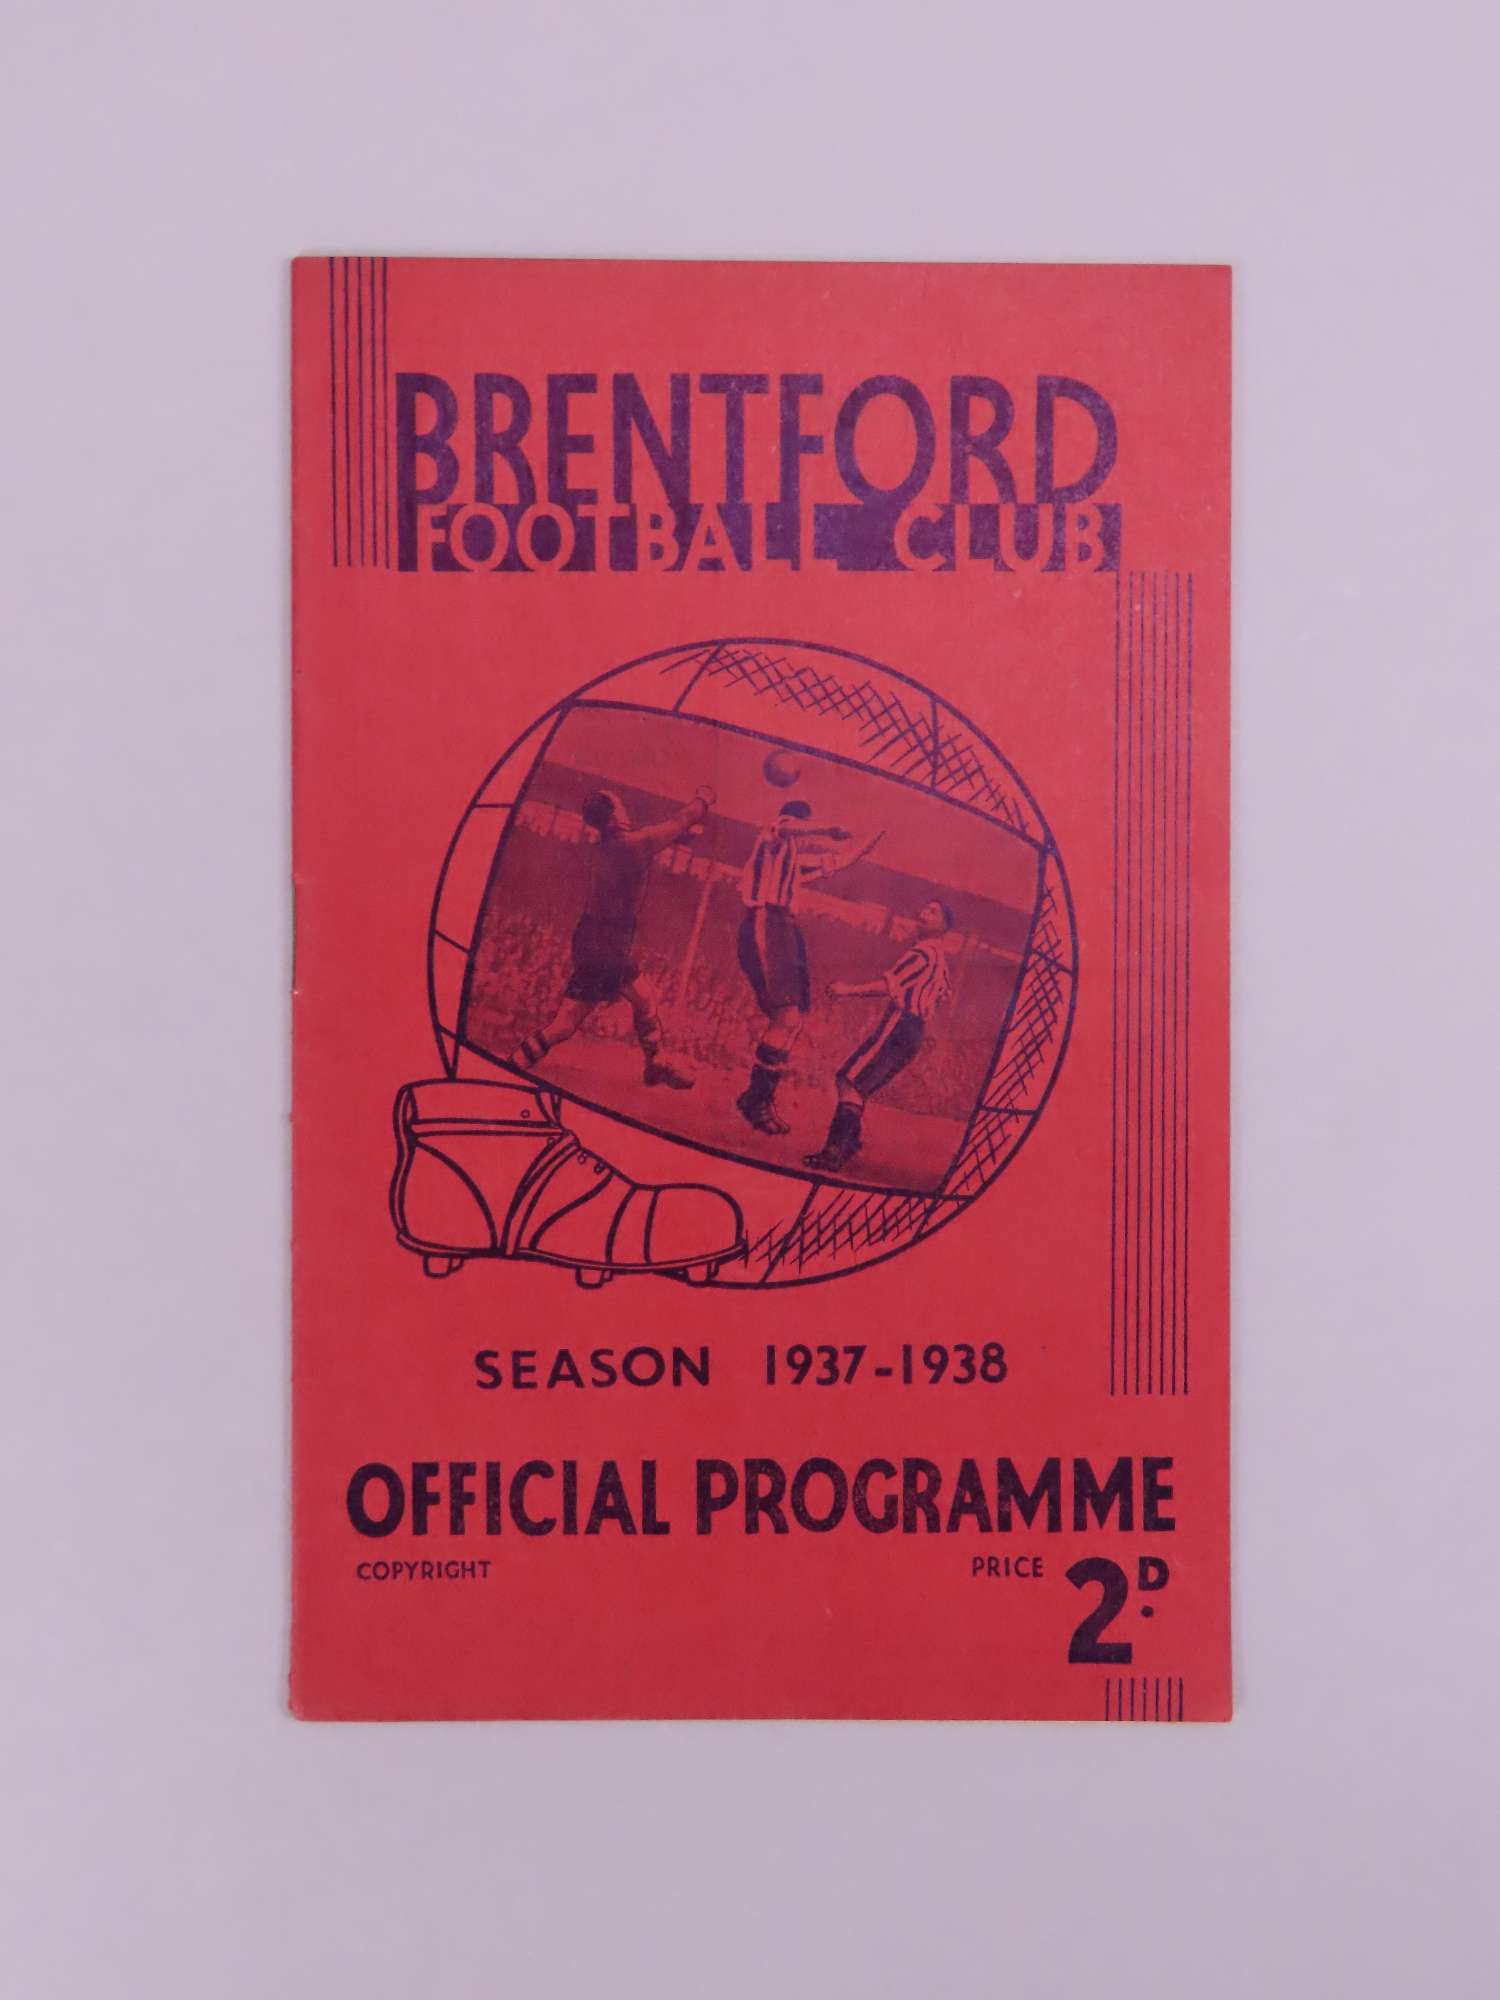 BRENTFORD
FOOTBALL CLUB
SEASON 1937-1938
OFFICIAL PROGRAMME
COPYRIGHT PRICE 2D.